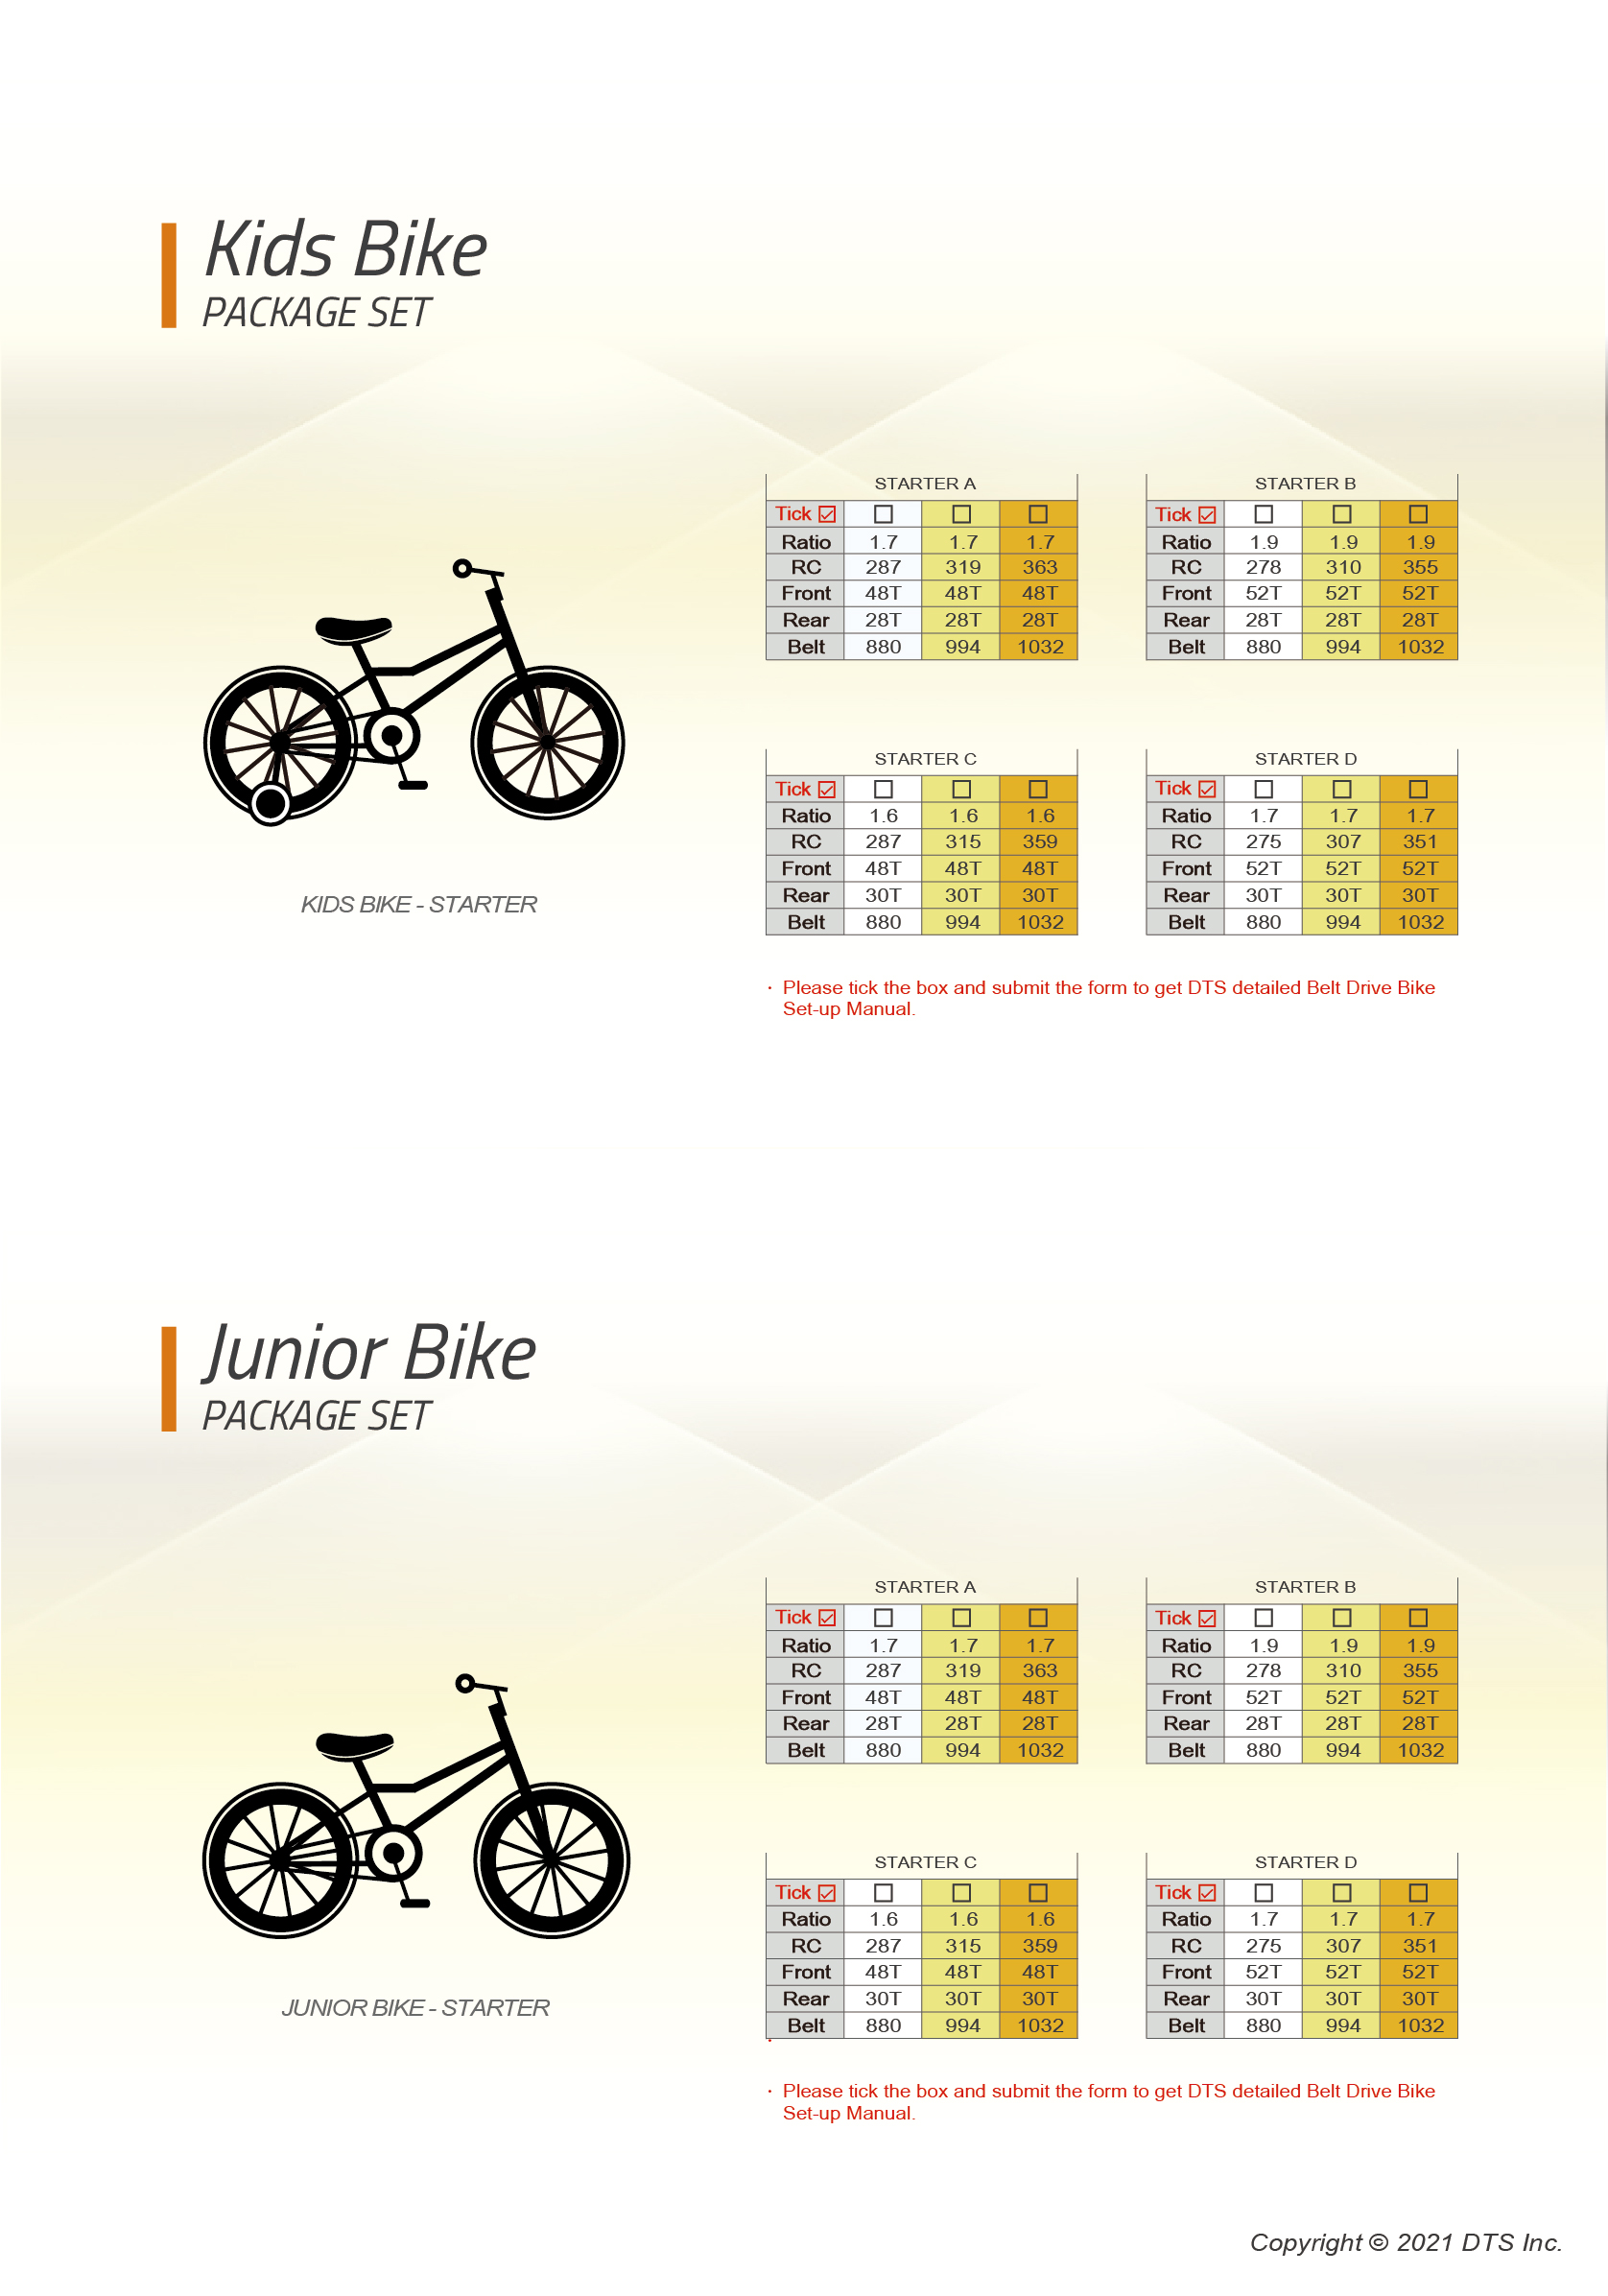 Kids Bike
PACKAGE SET
STARTER A
Tick
Ratio 1.7 1.7 1.7
RC 287 319 363
Front 48T 48T 48T
Rear 28T 28T 28T
Belt 880 994 1032
STARTER B
Tick
Ratio 1.9 1.9 1.9
RC 278 310 355
Front 52T 52T 52T
Rear 28T 28T 28T
Belt 880 994 1032
STARTER C
Tick
Ratio 1.6 1.6 1.6
RC 287 315 359
Front 48T 48T 48T
Rear 30T 30T 30T
Belt 880 994 1032
STARTER D
Tick
Ratio 1.7 1.7 1.7
RC 275 307 351
Front 52T 52T 52T
Rear 30T 30T 30T
Belt 880 994 1032
KIDS BIKE - STARTER
· Please tick the box and submit the form to get DTS detailed Belt Drive Bike
Set-up Manual.
Junior Bike
PACKAGE SET
STARTER A
Tick
Ratio 1.7 1.7 1.7
RC 287 319 363
Front 48T 48T 48T
Rear 28T 28T 28T
Belt 880 994 1032
STARTER B
Tick
Ratio 1.9 1.9 1.9
RC 278 310 355
Front 52T 52T 52T
Rear 28T 28T 28T
Belt 880 994 1032
STARTER C
Tick
Ratio 1.6 1.6 1.6
RC 287 315 359
Front 48T 48T 48T
Rear 30T 30T 30T
Belt 880 994 1032
STARTER D
Tick
Ratio 1.7 1.7 1.7
RC 275 307 351
Front 52T 52T 52T
Rear 30T 30T 30T
Belt 880 994 1032
JUNIOR BIKE - STARTER
· Please tick the box and submit the form to get DTS detailed Belt Drive Bike
Set-up Manual.
Copyright © 2021 DTS Inc.